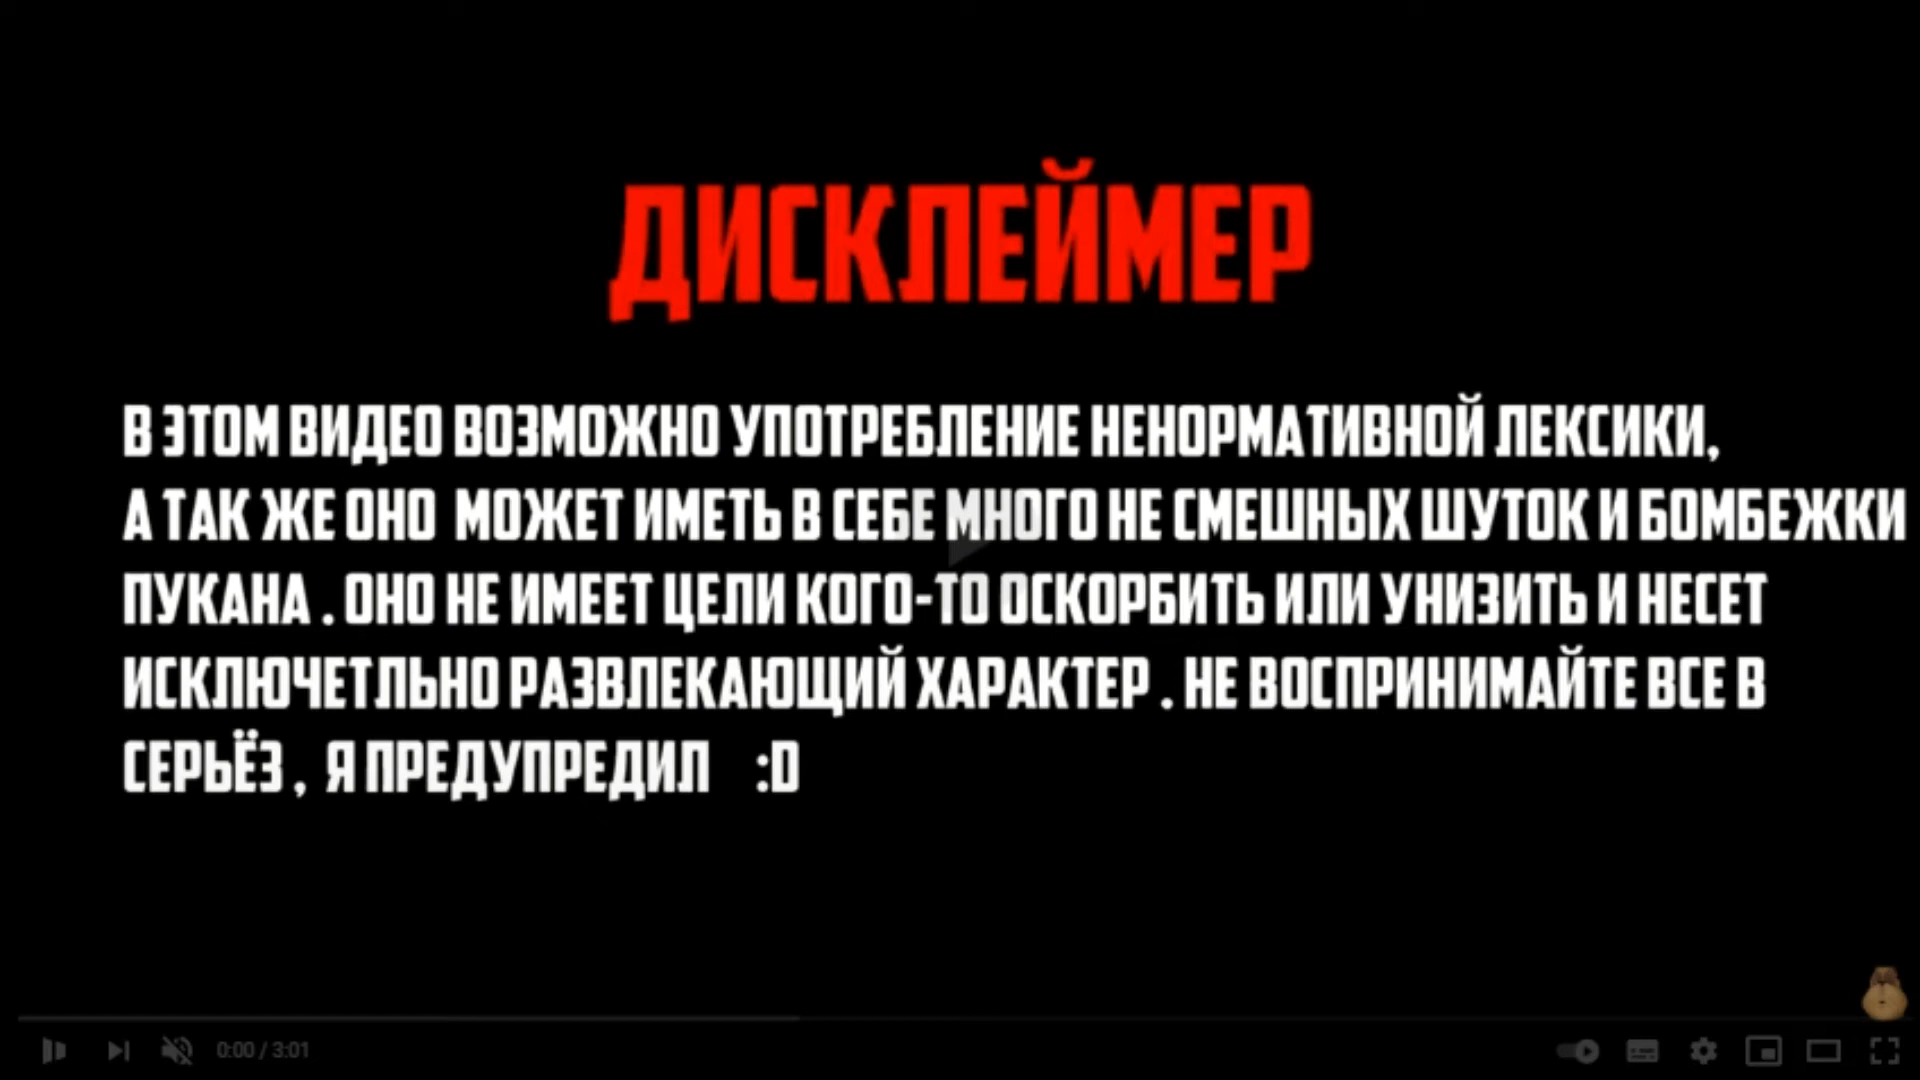 ДИСКЛЕЙМЕР
В ЭТОМ ВИДЕО ВОЗМОЖНО УПОТРЕБЛЕНИЕ НЕНОРМАТИВНОЙ ЛЕКСИКИ,
А ТАК ЖЕ ОНО МОЖЕТ ИМЕТЬ В СЕБЕ МНОГО НЕ СМЕШНЫХ ШУТОК И БОМБЕЖКИ
ПУКАНА . ОНО НЕ ИМЕЕТ ЦЕЛИ КОГО-ТО ОСКОРБИТЬ ИЛИ УНИЗИТЬ И НЕСЕТ
ИСКЛЮЧЕТЛЬНО РАЗВЛЕКАЮЩИЙ ХАРАКТЕР . НЕ ВОСПРИНИМАЙТЕ ВСЕ В
СЕРЬЁЗ , Я ПРЕДУПРЕДИЛ :D
0:00 / 3:01